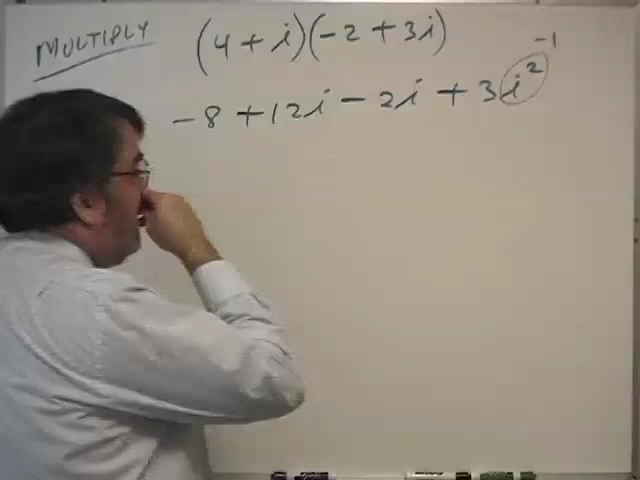 MULTIPLY (4 + i)(-2 + 3i)
-1
-8 + 12i - 2i + 3i²